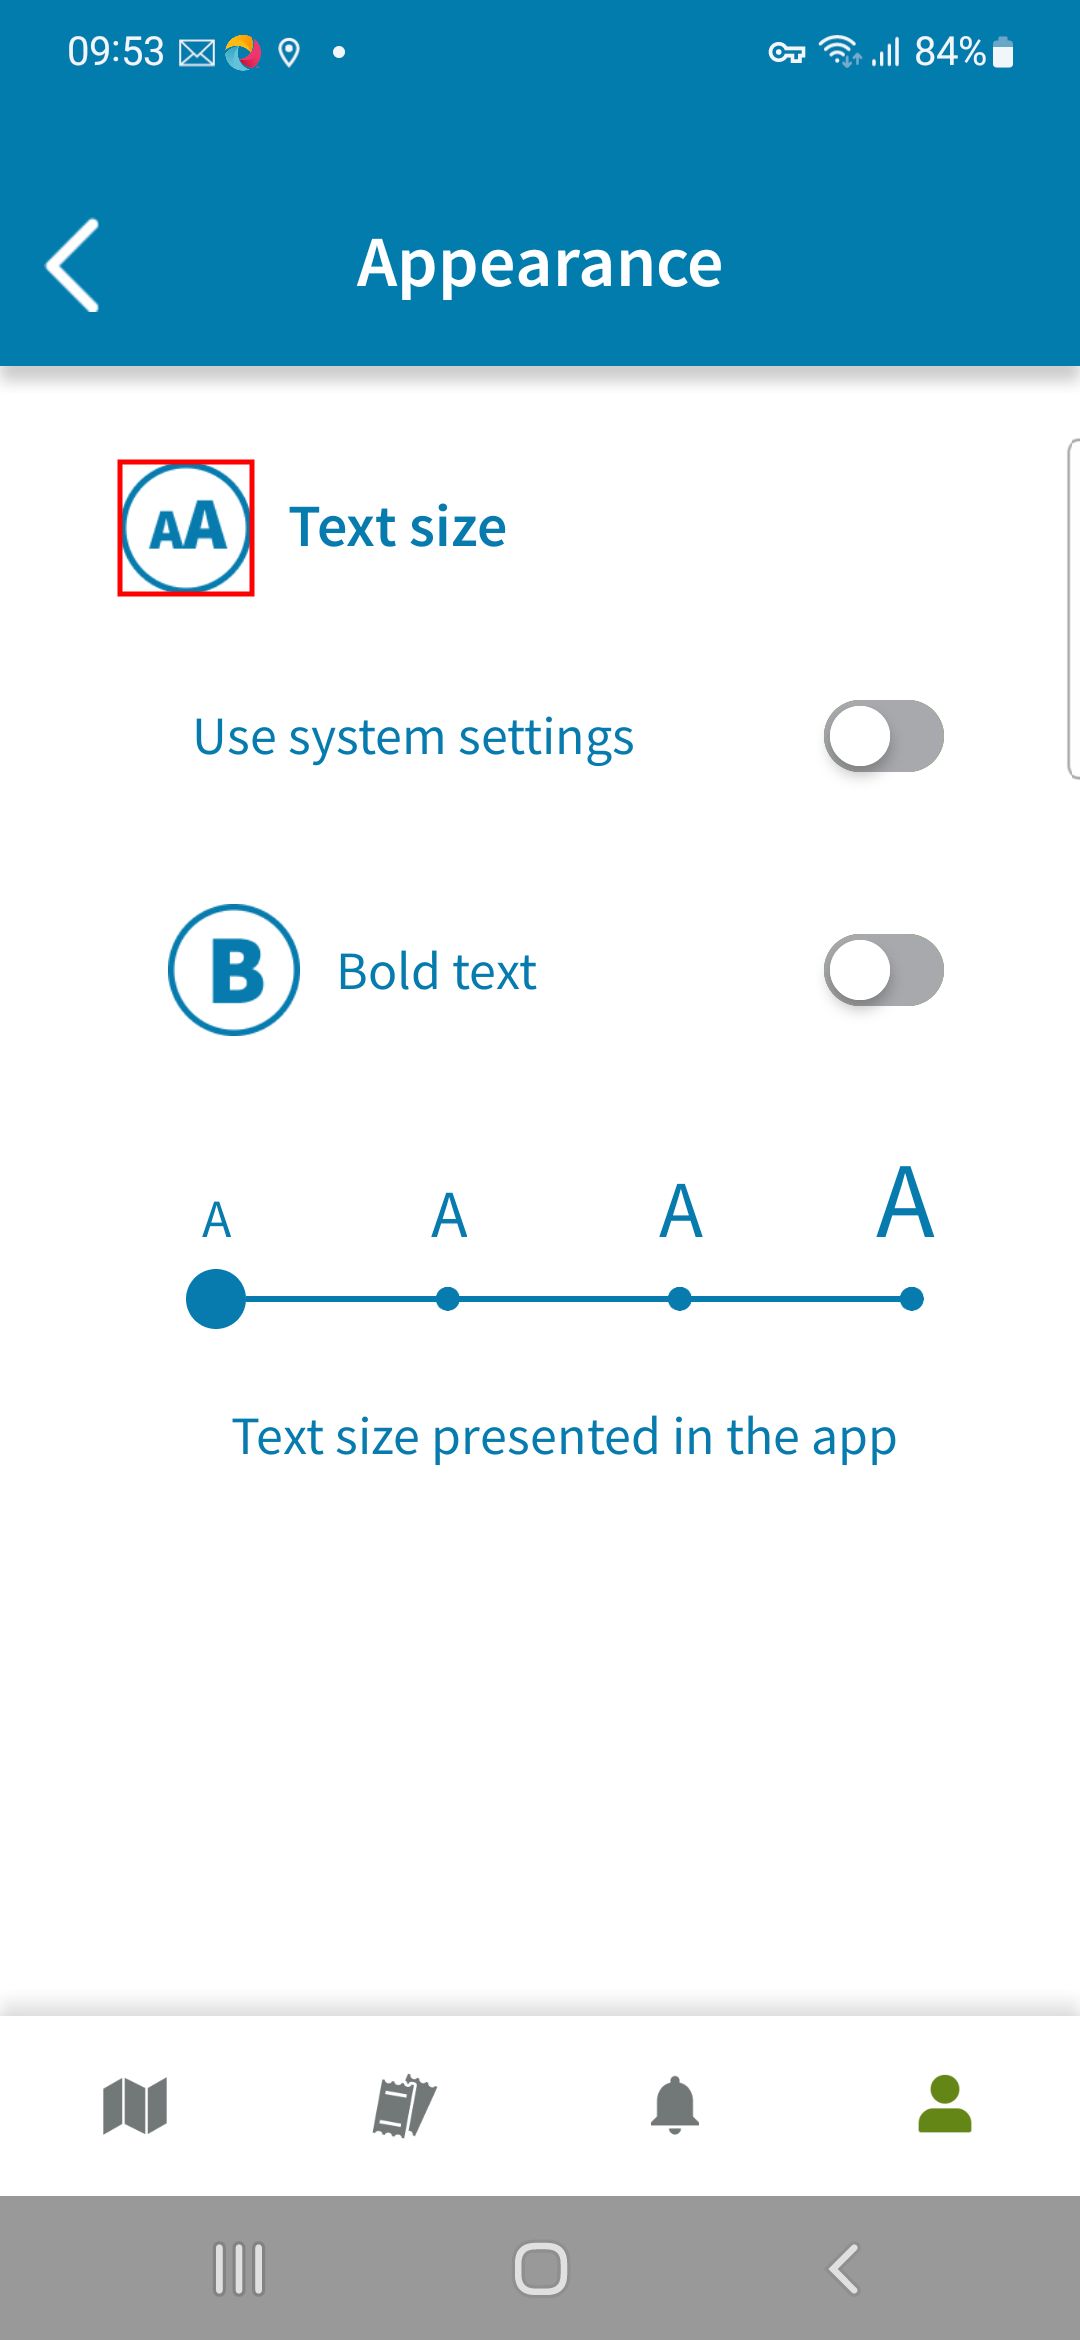 09:53 84%
Appearance
AA Text size
Use system settings
B Bold text
A A A A
Text size presented in the app